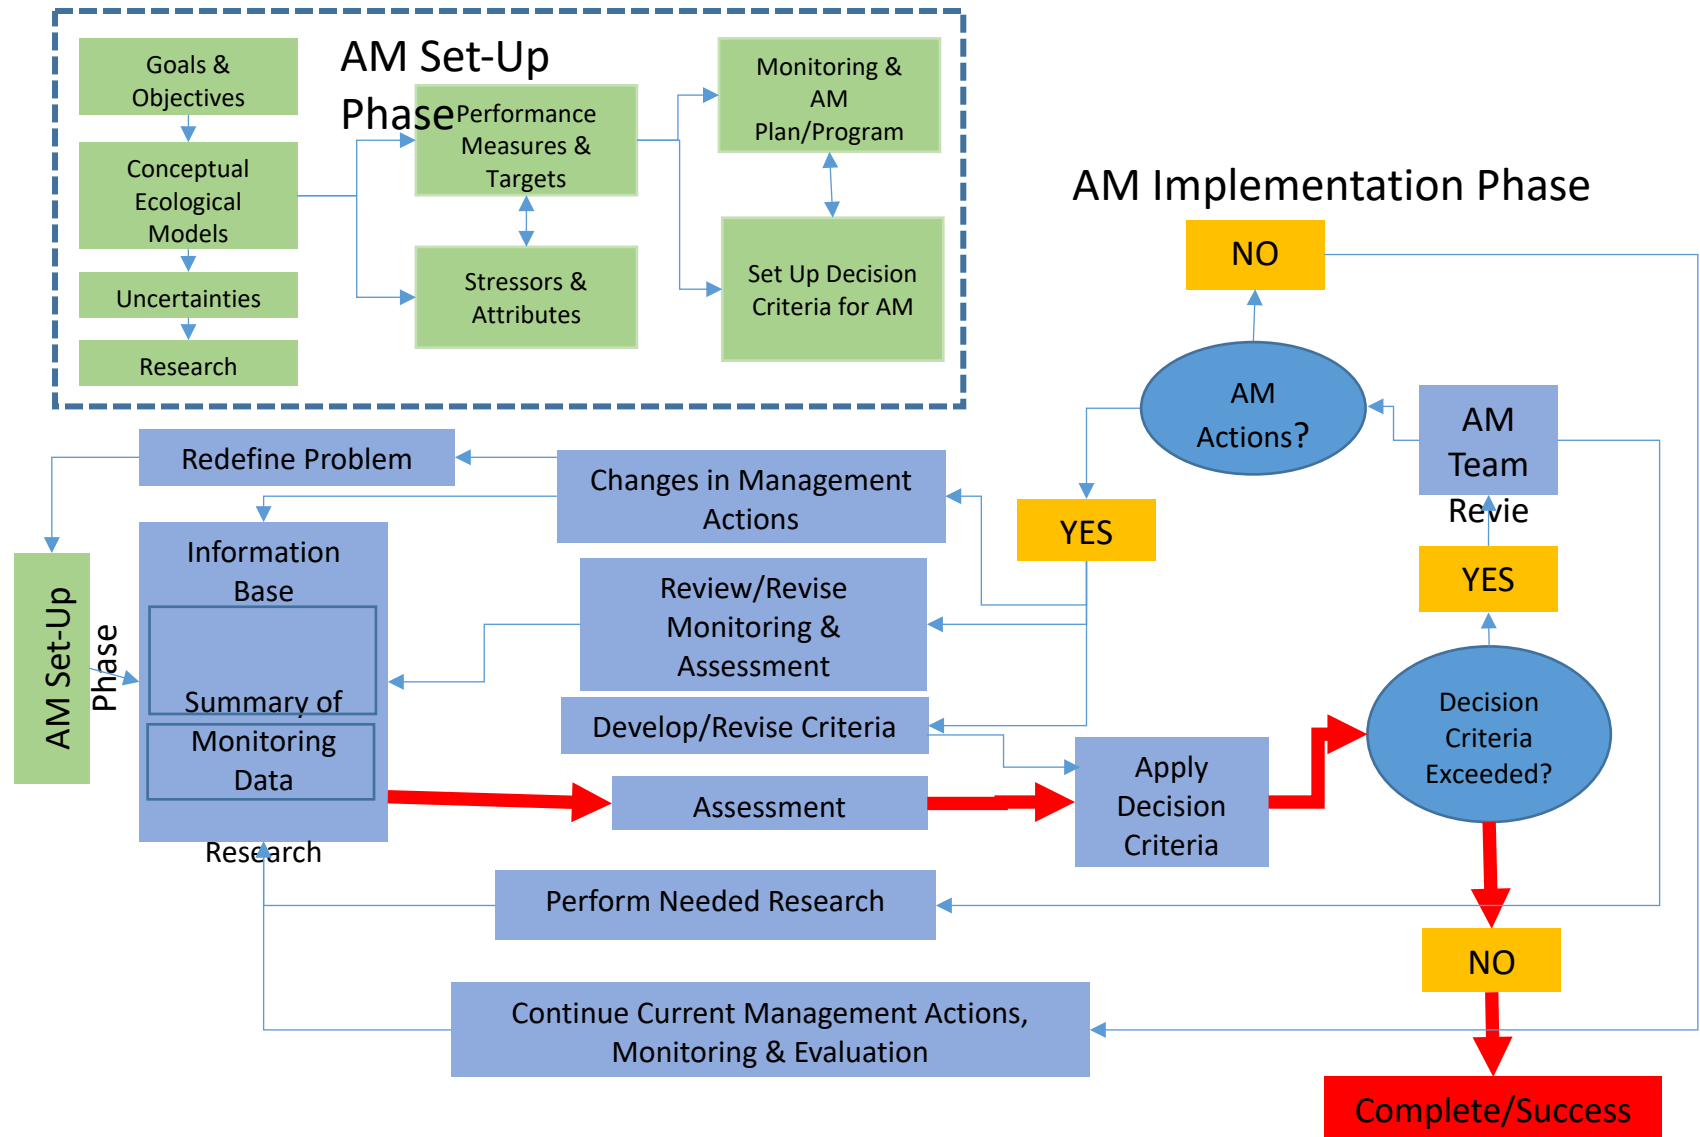 AM Set-Up
Phase
Goals &
Objectives
Conceptual
Ecological
Models
Uncertainties
Research
Performance
Measures &
Targets
Stressors &
Attributes
Monitoring &
AM
Plan/Program
Set Up Decision
Criteria for AM
AM Implementation Phase
NO
AM
Actions?
AM
Team
Revie
YES
YES
Decision
Criteria
Exceeded?
Redefine Problem
Changes in Management
Actions
Information
Base
Summary of
Monitoring
Data
Research
AM Set-Up
Phase
Review/Revise
Monitoring &
Assessment
Develop/Revise Criteria
Assessment
Apply
Decision
Criteria
Perform Needed Research
NO
Continue Current Management Actions,
Monitoring & Evaluation
Complete/Success